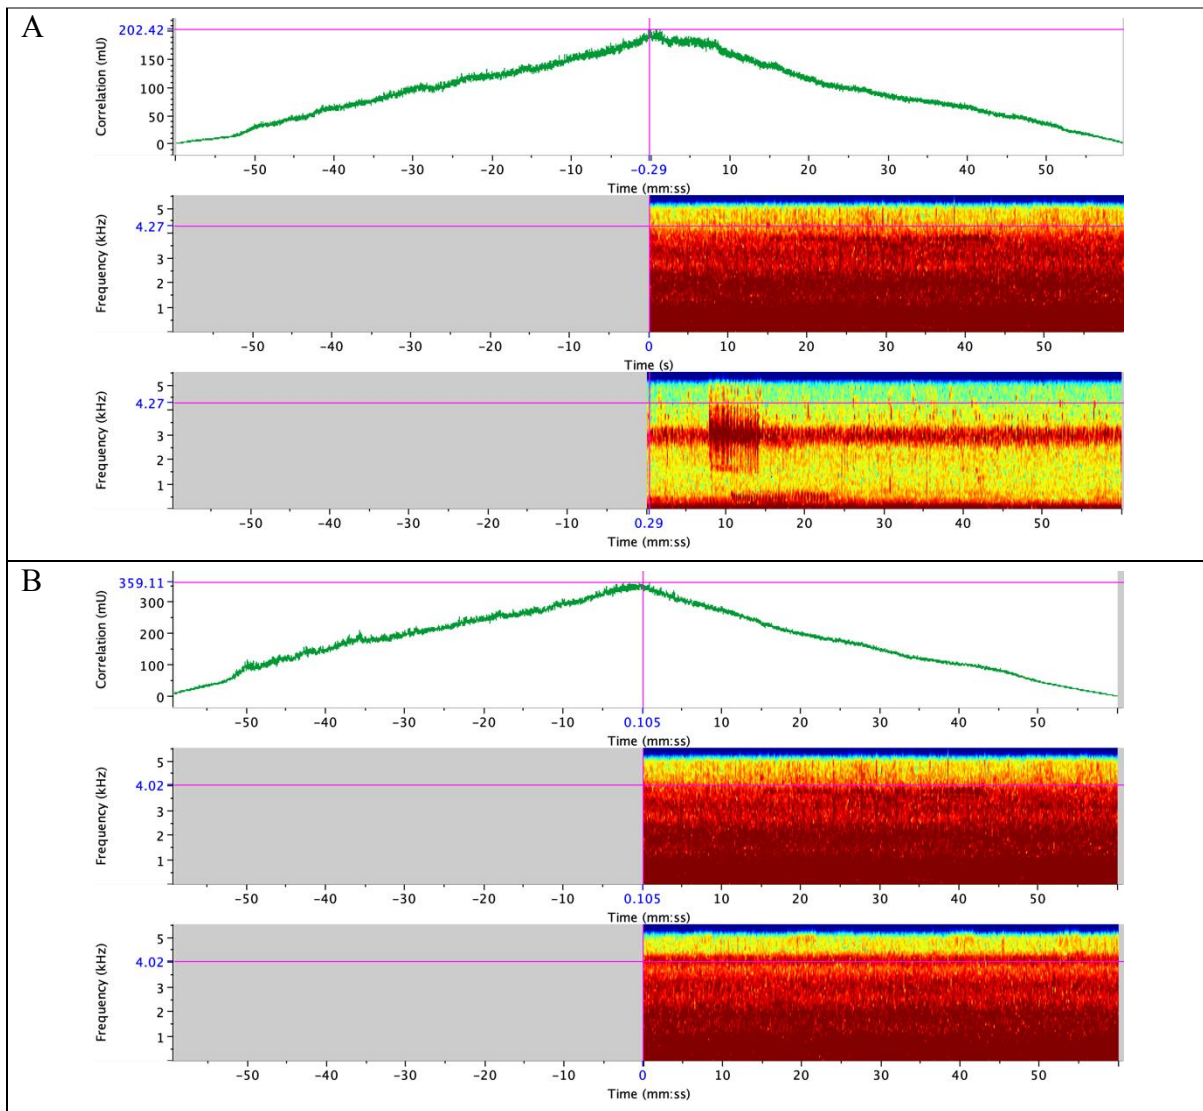 A
202.42
150
100
50
0
Correlation (mU)
-50 -40 -30 -20 -10 -0.29 10 20 30 40 50
Time (mm:ss)
5
4.27
3
2
1
Frequency (kHz)
-50 -40 -30 -20 -10 0 10 20 30 40 50
Time (s)
5
4.27
3
2
1
Frequency (kHz)
-50 -40 -30 -20 -10 0.29 10 20 30 40 50
Time (mm:ss)
B
359.11
300
200
100
0
Correlation (mU)
-50 -40 -30 -20 -10 0.105 10 20 30 40 50
Time (mm:ss)
5
4.02
3
2
1
Frequency (kHz)
-50 -40 -30 -20 -10 0.105 10 20 30 40 50
Time (mm:ss)
5
4.02
3
2
1
Frequency (kHz)
-50 -40 -30 -20 -10 0 10 20 30 40 50
Time (mm:ss)